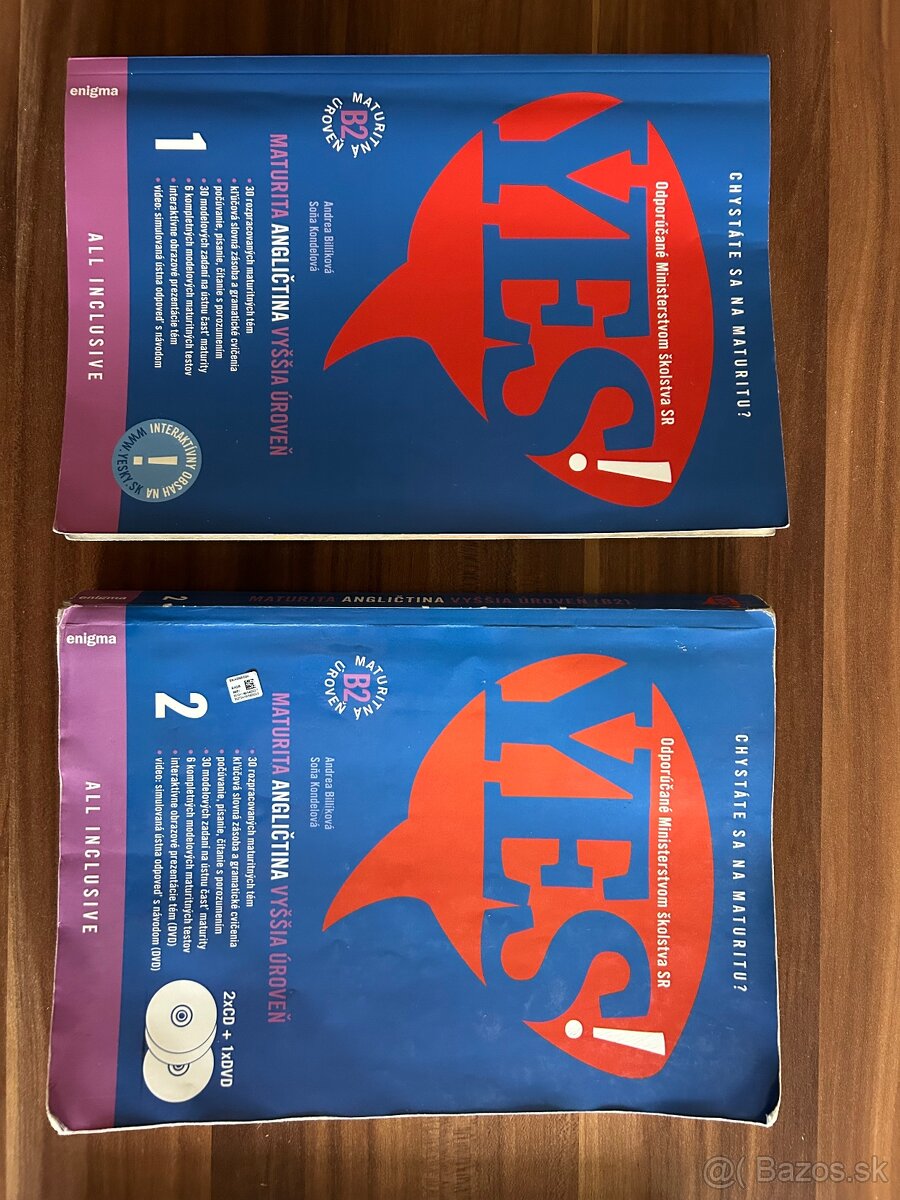 CHYSTÁTE SA NA MATURITU?
Odporúčané Ministerstvom školstva SR
YES!
Andrea Billíková
Soňa Kondelová
MATURITNÁ
B2
ÚROVEŇ
MATURITA ANGLIČTINA VYŠŠIA ÚROVEŇ
• 30 rozpracovaných maturitných tém
• kľúčová slovná zásoba a gramatické cvičenia
• počúvanie, písanie, čítanie s porozumením
• 30 modelových zadaní na ústnu časť maturity
• 6 kompletných modelových maturitných testov
• interaktívne obrazové prezentácie tém
• video: simulovaná ústna odpoveď s návodom
1
INTERAKTÍVNY OBSAH NA
WWW.YESKY.SK
!
enigma
ALL INCLUSIVE
CHYSTÁTE SA NA MATURITU?
Odporúčané Ministerstvom školstva SR
YES!
Andrea Billíková
Soňa Kondelová
MATURITNÁ
B2
ÚROVEŇ
MATURITA ANGLIČTINA VYŠŠIA ÚROVEŇ
• 30 rozpracovaných maturitných tém
• kľúčová slovná zásoba a gramatické cvičenia
• počúvanie, písanie, čítanie s porozumením
• 30 modelových zadaní na ústnu časť maturity
• 6 kompletných modelových maturitných testov
• interaktívne obrazové prezentácie tém (DVD)
• video: simulovaná ústna odpoveď s návodom (DVD)
2
2xCD + 1xDVD
enigma
ALL INCLUSIVE
enigma 2. MATURITA ANGLIČTINA VYŠŠIA ÚROVEŇ (B2)
Bazos.sk